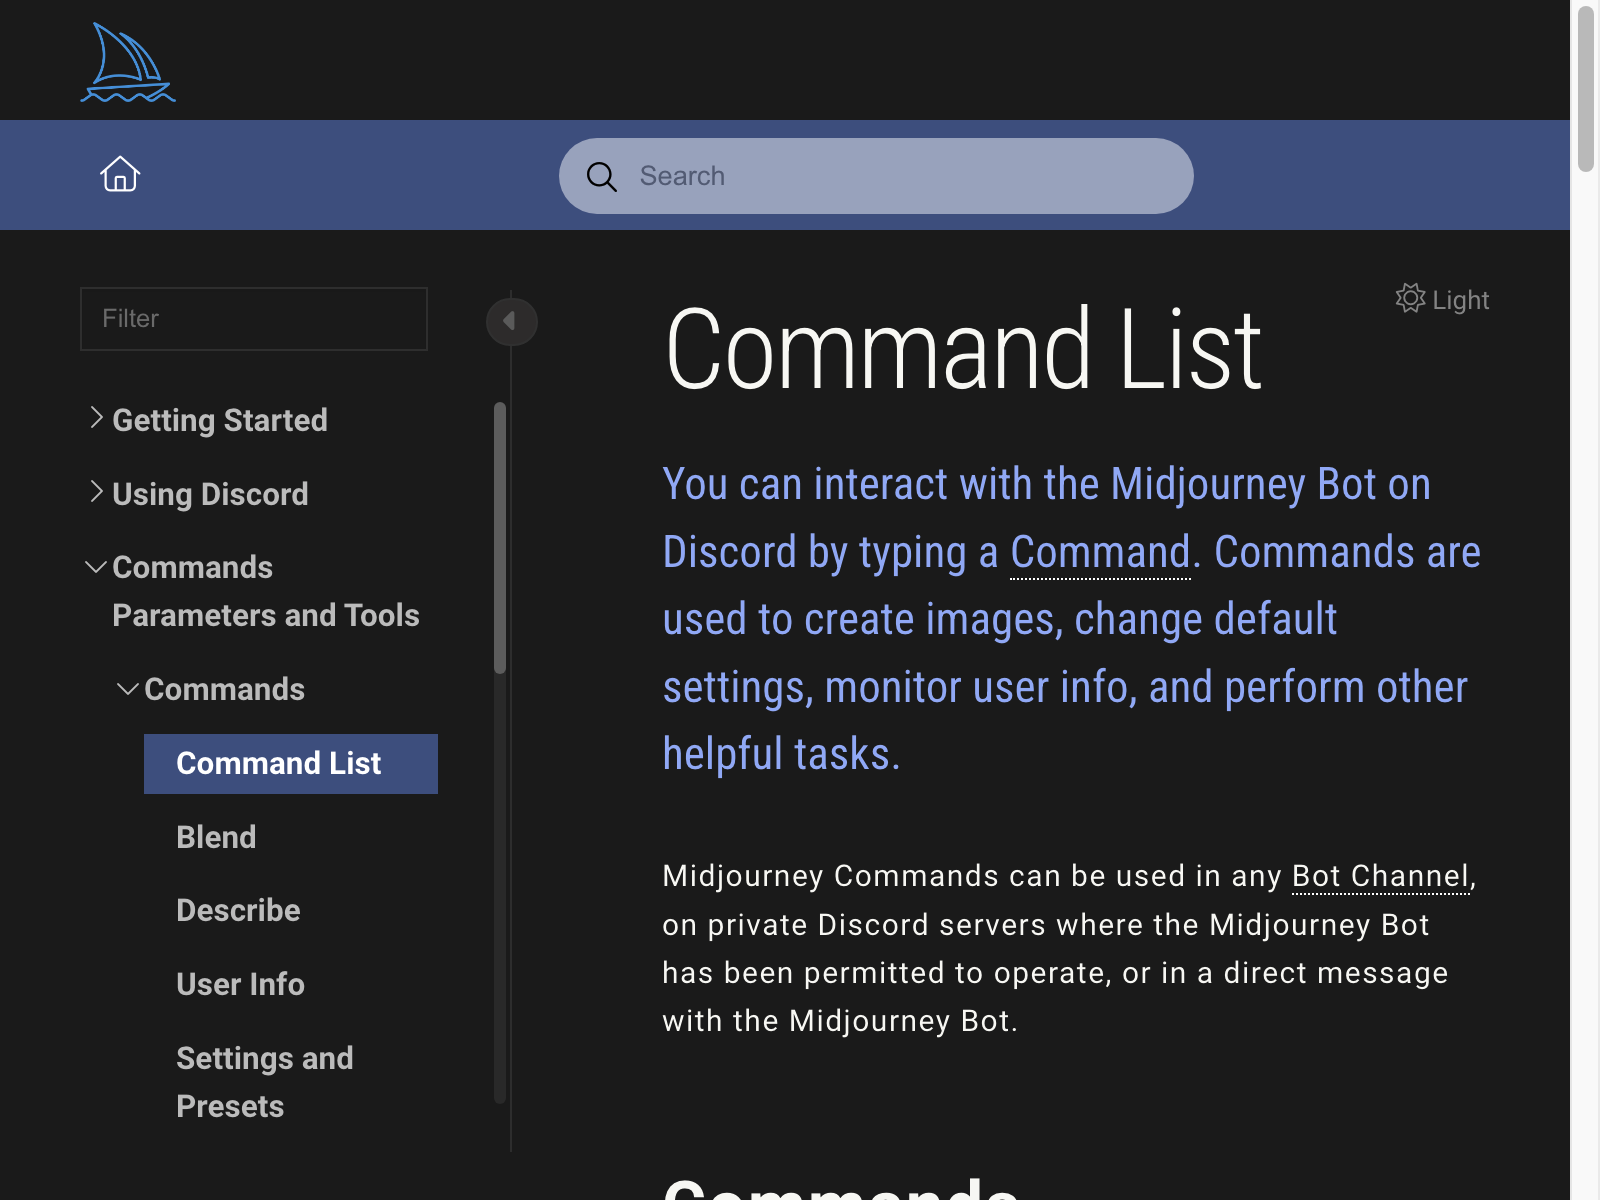 Search
Filter
Getting Started
Using Discord
Commands
Parameters and Tools
Commands
Command List
Blend
Describe
User Info
Settings and
Presets
Light
Command List
You can interact with the Midjourney Bot on
Discord by typing a Command. Commands are
used to create images, change default
settings, monitor user info, and perform other
helpful tasks.
Midjourney Commands can be used in any Bot Channel,
on private Discord servers where the Midjourney Bot
has been permitted to operate, or in a direct message
with the Midjourney Bot.
Commands